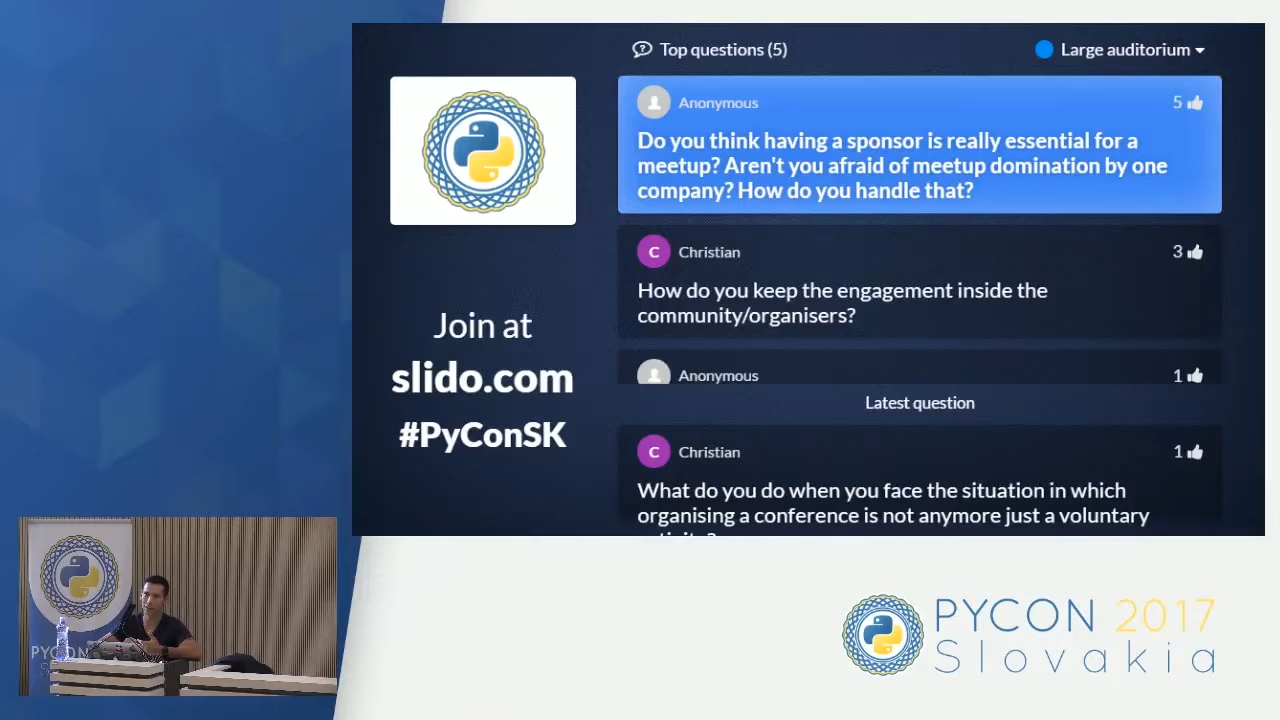 Top questions (5)
Large auditorium
Anonymous
5
Do you think having a sponsor is really essential for a
meetup? Aren't you afraid of meetup domination by one
company? How do you handle that?
C
Christian
3
How do you keep the engagement inside the
community/organisers?
Anonymous
1
Latest question
C
Christian
1
What do you do when you face the situation in which
organising a conference is not anymore just a voluntary
Join at
slido.com
#PyConSK
PYCON
PYCON 2017
Slovakia